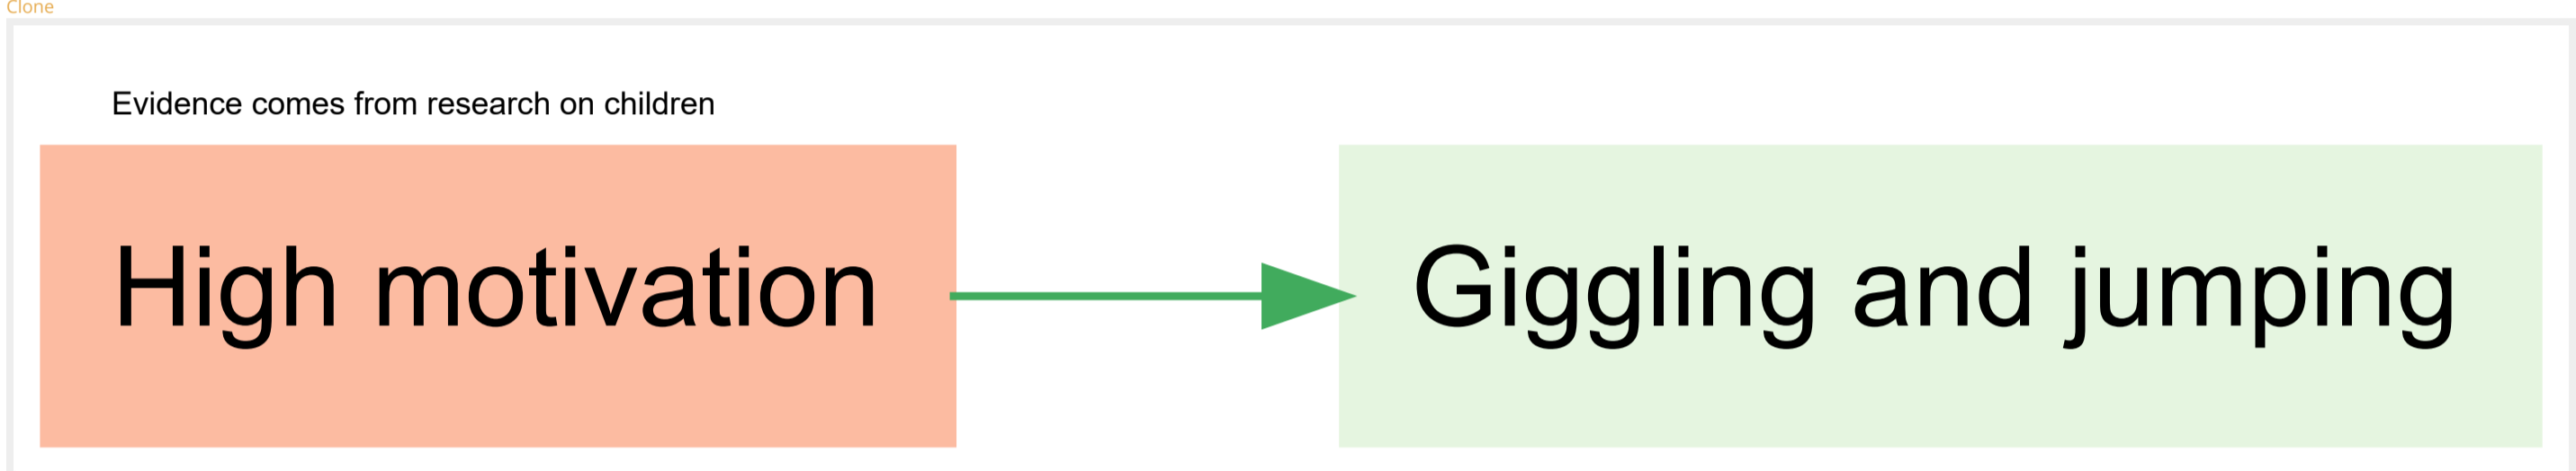 Clone
Evidence comes from research on children
High motivation
Giggling and jumping